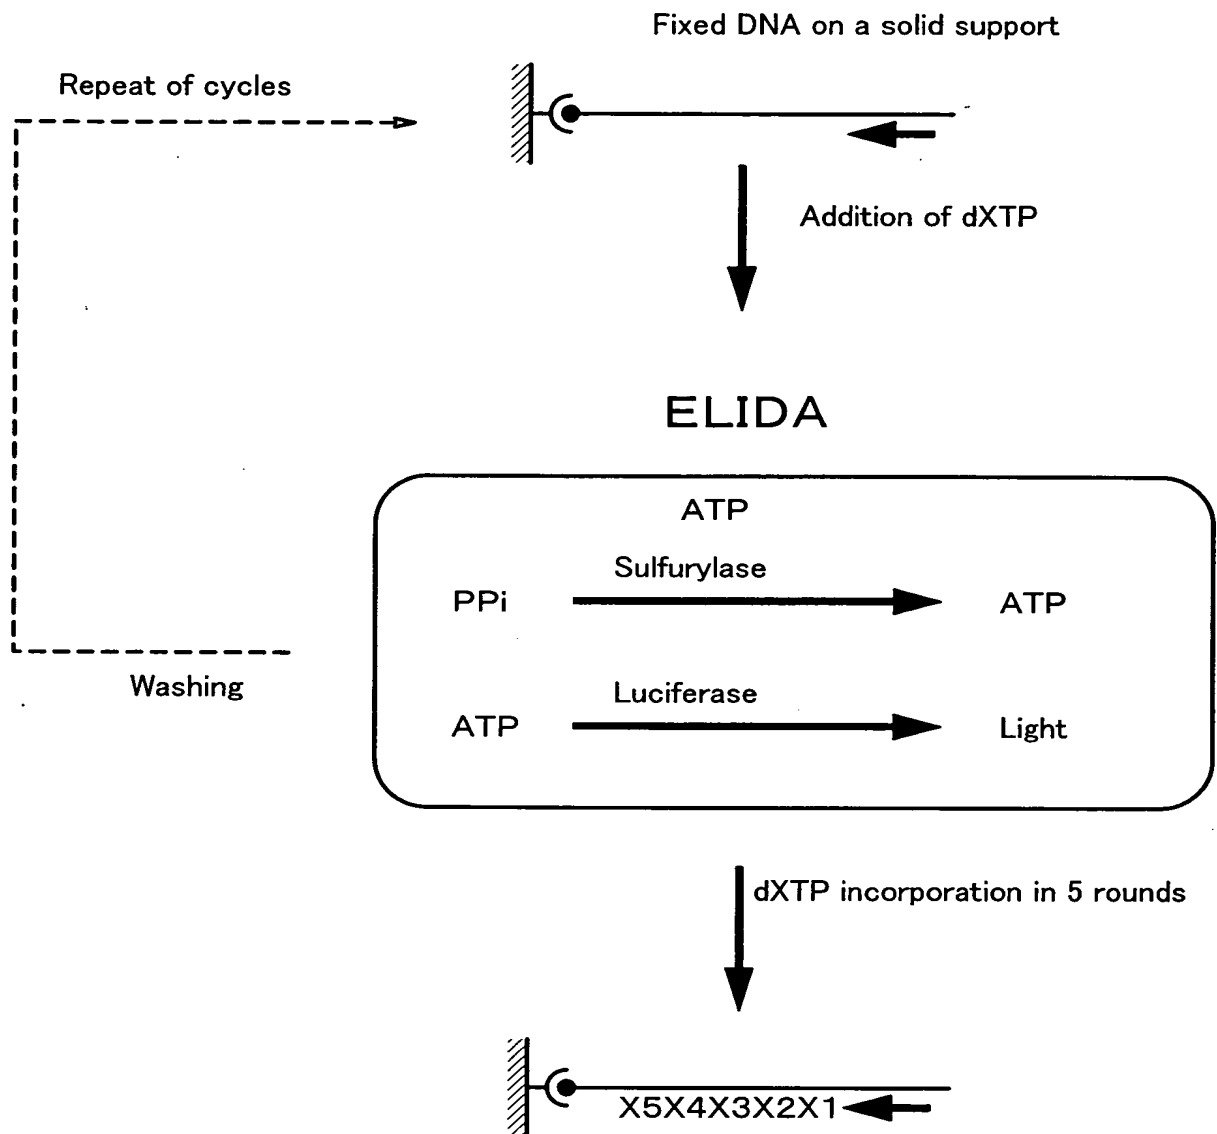 Fixed DNA on a solid support
Repeat of cycles
Addition of dXTP
ELIDA
ATP
Sulfurylase
PPi
ATP
Washing
Luciferase
ATP
Light
dXTP incorporation in 5 rounds
X5X4X3X2X1